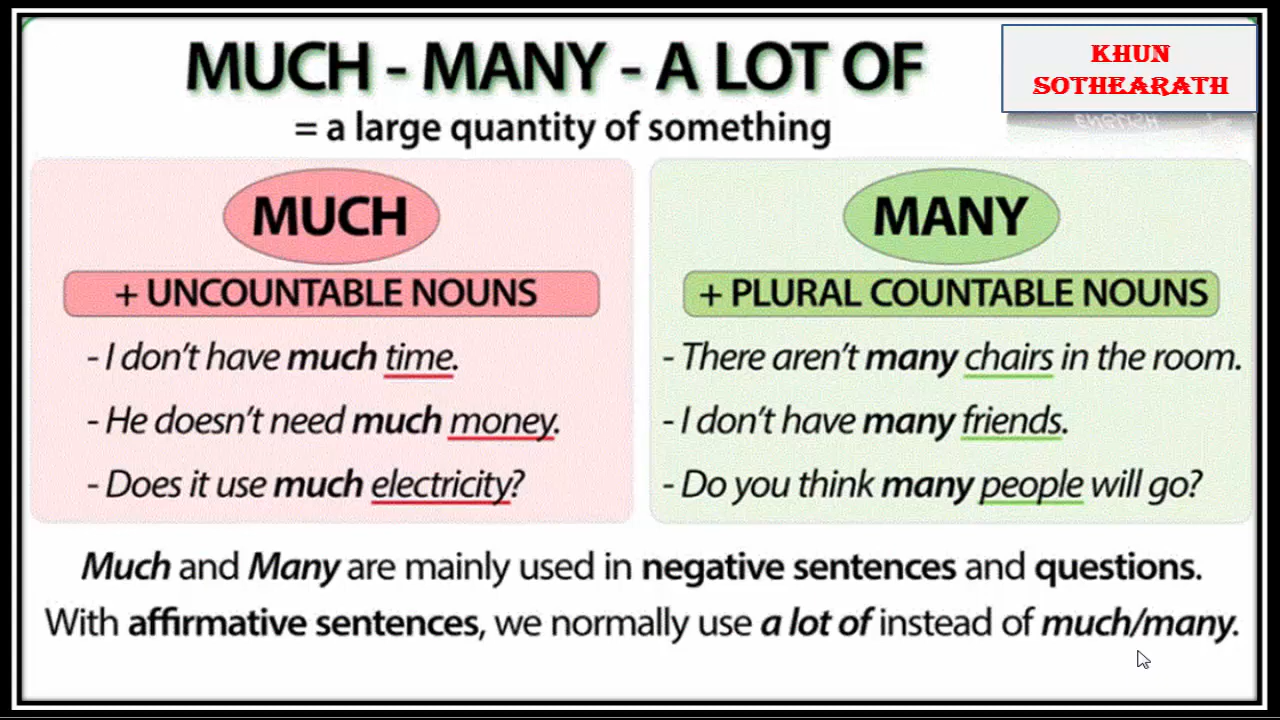 MUCH - MANY - A LOT OF
= a large quantity of something
KHUN
SOTHEARATH
ENGLISH
MUCH
+ UNCOUNTABLE NOUNS
- I don't have much time.
- He doesn't need much money.
- Does it use much electricity?
MANY
+ PLURAL COUNTABLE NOUNS
- There aren't many chairs in the room.
- I don't have many friends.
- Do you think many people will go?
Much and Many are mainly used in negative sentences and questions.
With affirmative sentences, we normally use a lot of instead of much/many.